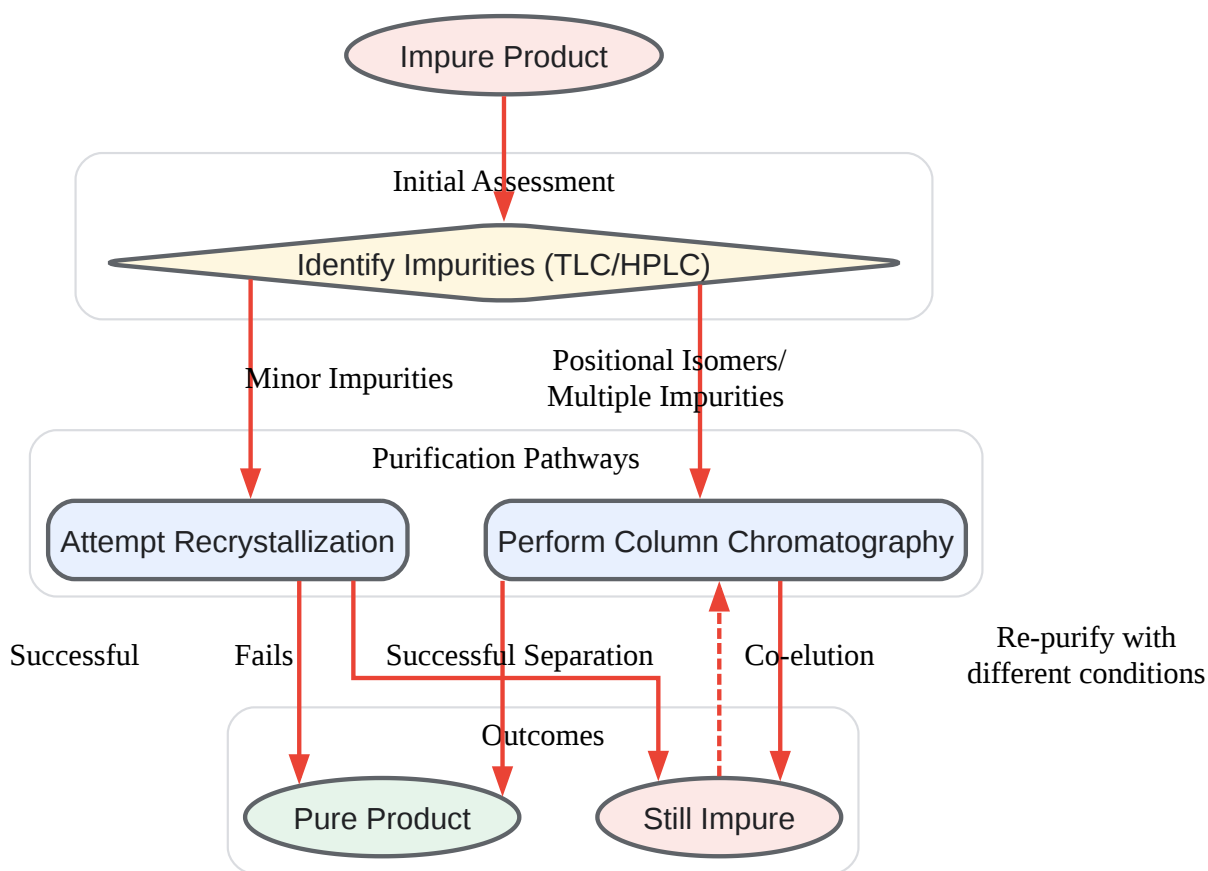 Impure Product
Initial Assessment
Identify Impurities (TLC/HPLC)
Minor Impurities
Positional Isomers/
Multiple Impurities
Purification Pathways
Attempt Recrystallization
Perform Column Chromatography
Successful
Fails
Successful Separation
Co-elution
Re-purify with
different conditions
Outcomes
Pure Product
Still Impure